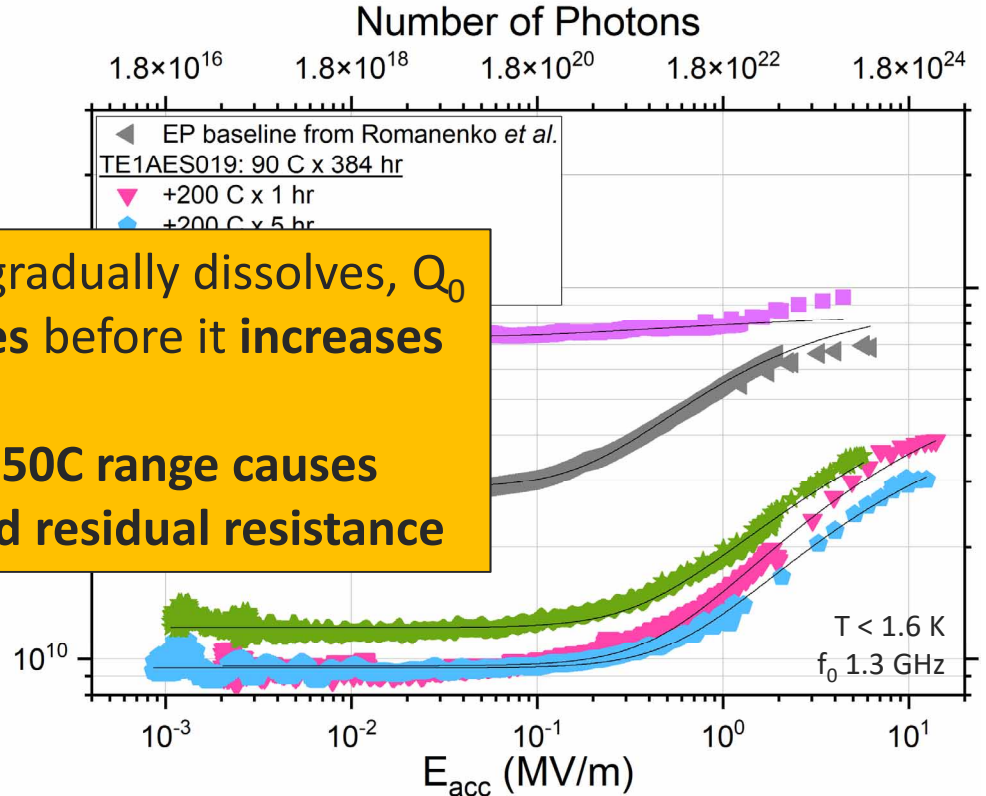 Number of Photons
1.8×10¹⁶ 1.8×10¹⁸ 1.8×10²⁰ 1.8×10²² 1.8×10²⁴
EP baseline from Romanenko et al.
TE1AES019: 90 C x 384 hr
+200 C x 1 hr
+200 C x 5 hr
gradually dissolves, Q₀
es before it increases
50C range causes
d residual resistance
T < 1.6 K
10¹⁰
f₀ 1.3 GHz
10⁻³ 10⁻² 10⁻¹ 10⁰ 10¹
E_acc (MV/m)